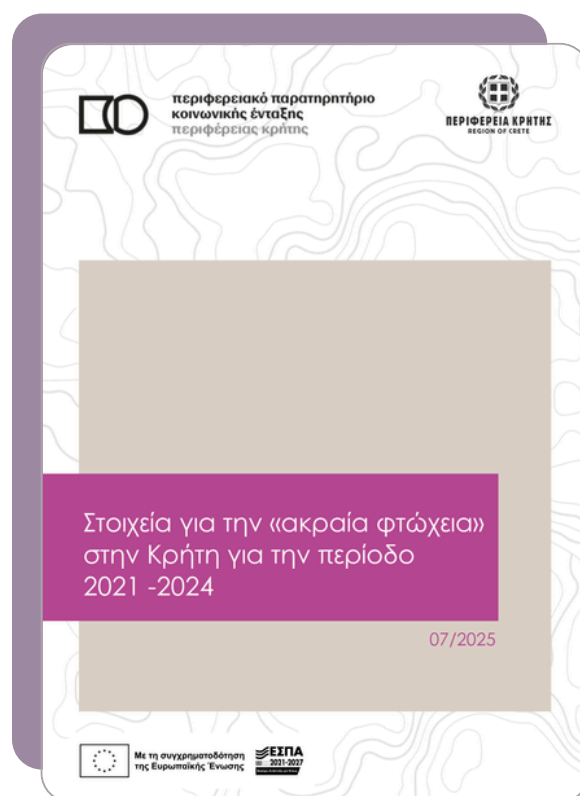 περιφερειακό παρατηρητήριο
κοινωνικής ένταξης
περιφέρειας κρήτης
ΠΕΡΙΦΕΡΕΙΑ ΚΡΗΤΗΣ
REGION OF CRETE
Στοιχεία για την «ακραία φτώχεια»
στην Κρήτη για την περίοδο
2021 -2024
07/2025
Με τη συγχρηματοδότηση
της Ευρωπαϊκής Ένωσης
ΕΣΠΑ
2021-2027